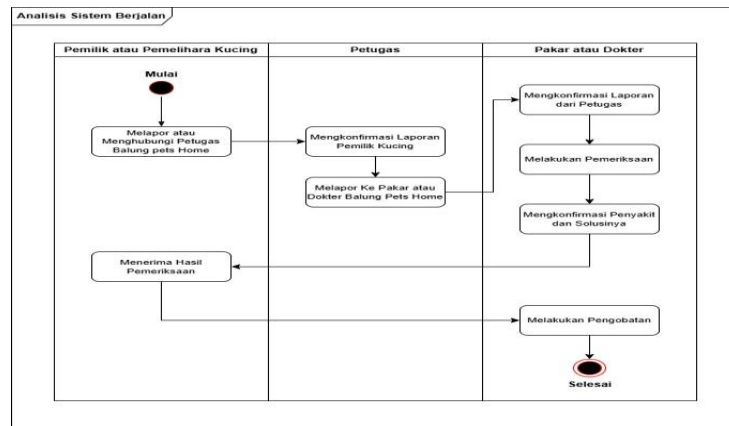 Analisis Sistem Berjalan
Pemilik atau Pemelihara Kucing
Petugas
Pakar atau Dokter
Mulai
Melapor atau
Menghubungi Petugas
Balung pets Home
Mengkonfirmasi Laporan
Pemilik Kucing
Melapor Ke Pakar atau
Dokter Balung Pets Home
Mengkonfirmasi Laporan
dari Petugas
Melakukan Pemeriksaan
Mengkonfirmasi Penyakit
dan Solusinya
Menerima Hasil
Pemeriksaan
Melakukan Pengobatan
Selesai